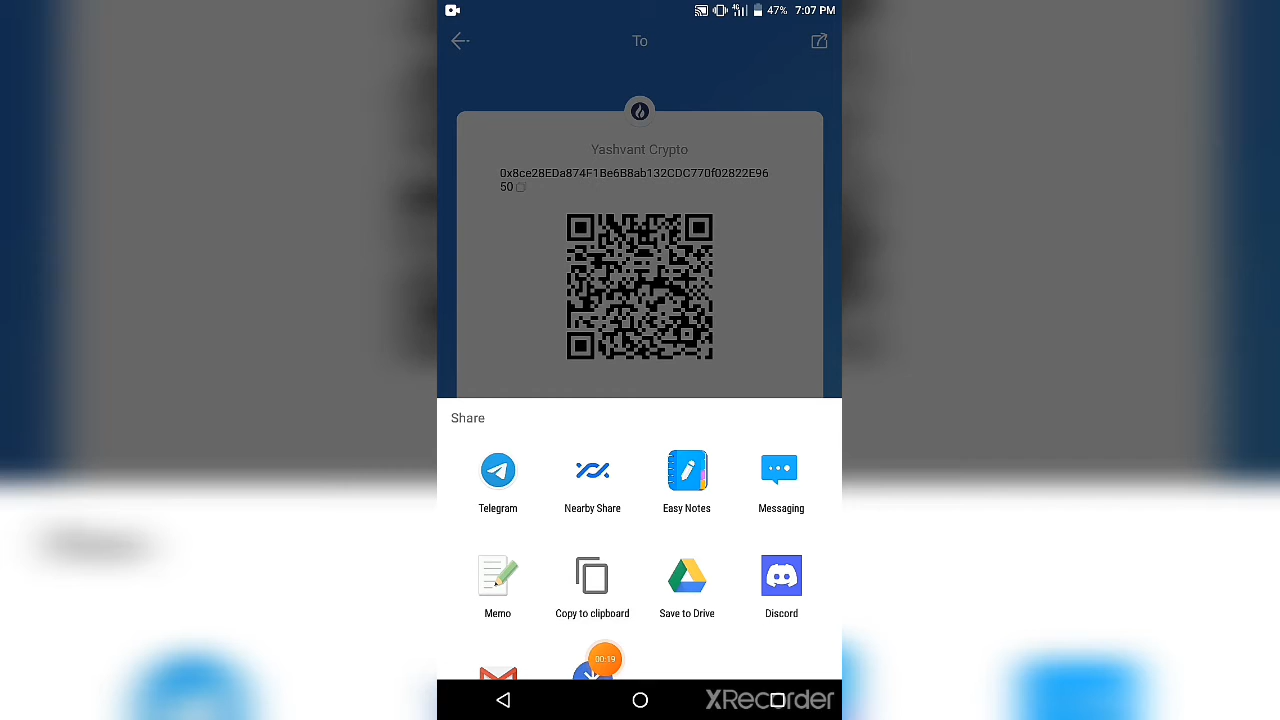 47% 7:07 PM
To
Yashvant Crypto
0x8ce28EDa874F1Be6B8ab132CDC770f02822E96
50
Share
Telegram
Nearby Share
Easy Notes
Messaging
Memo
Copy to clipboard
Save to Drive
Discord
00:19
XRecorder